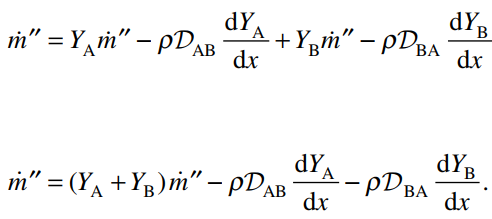 ṁ″ = Y_A ṁ″ − ρ𝒟_AB dY_A/dx + Y_B ṁ″ − ρ𝒟_BA dY_B/dx
ṁ″ = (Y_A + Y_B) ṁ″ − ρ𝒟_AB dY_A/dx − ρ𝒟_BA dY_B/dx.